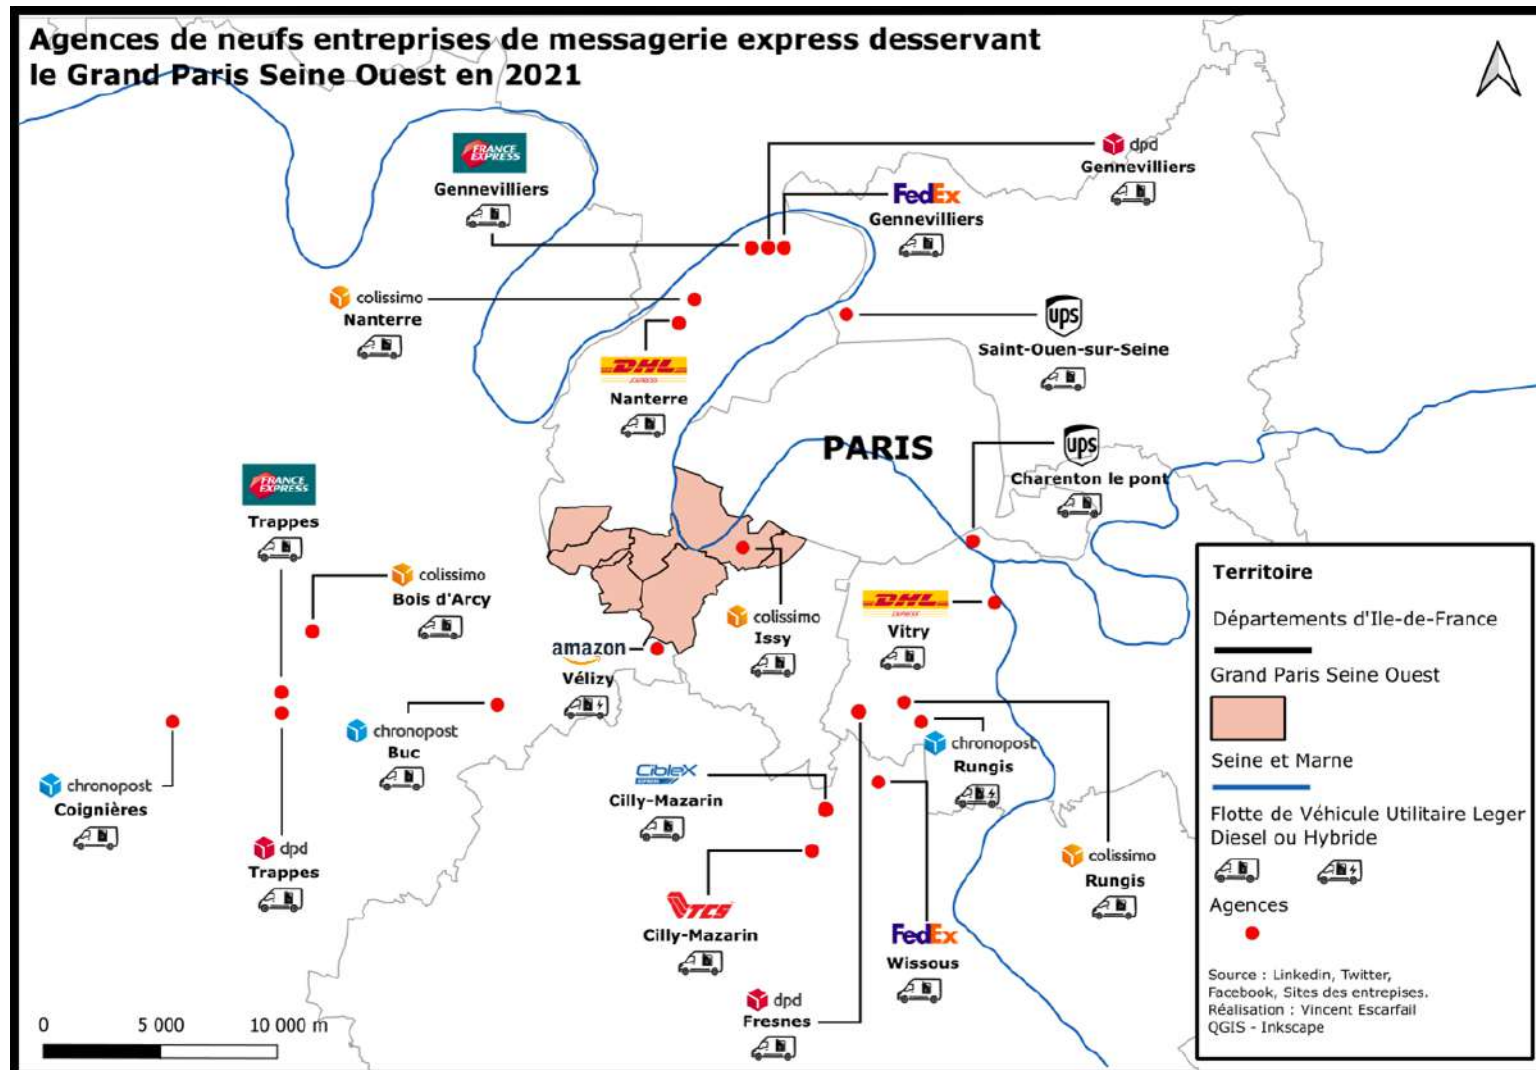 Agences de neufs entreprises de messagerie express desservant
le Grand Paris Seine Ouest en 2021
FRANCE
EXPRESS
Gennevilliers
dpd
Gennevilliers
FedEx
Gennevilliers
colissimo
Nanterre
DHL
EXPRESS
Nanterre
ups
Saint-Ouen-sur-Seine
PARIS
ups
Charenton le pont
FRANCE
EXPRESS
Trappes
colissimo
Bois d'Arcy
amazon
Vélizy
colissimo
Issy
DHL
EXPRESS
Vitry
chronopost
Buc
chronopost
Coignières
dpd
Trappes
CibleX
EXPRESS
Cilly-Mazarin
TCS
Cilly-Mazarin
chronopost
Rungis
colissimo
Rungis
FedEx
Wissous
dpd
Fresnes
0 5 000 10 000 m
Territoire
Départements d'Ile-de-France
Grand Paris Seine Ouest
Seine et Marne
Flotte de Véhicule Utilitaire Leger
Diesel ou Hybride
Agences
Source : Linkedin, Twitter,
Facebook, Sites des entrepises.
Réalisation : Vincent Escarfail
QGIS - Inkscape